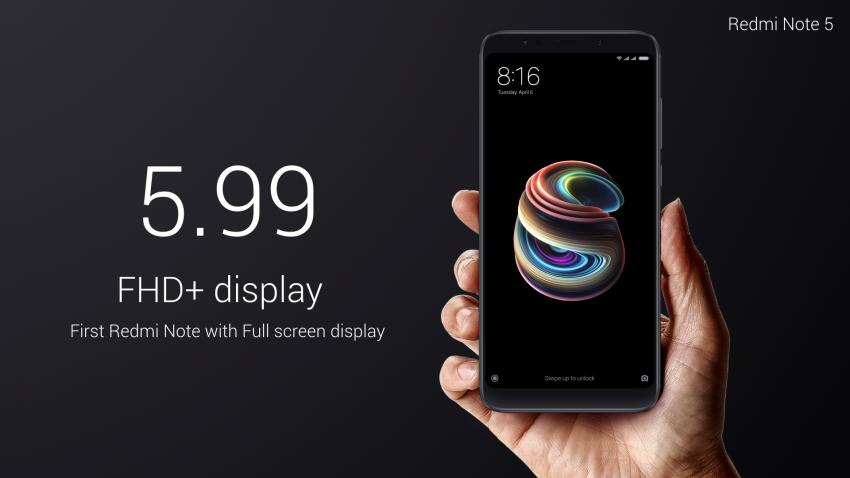 Redmi Note 5
8:16
Tuesday, April 6
5.99
FHD+ display
First Redmi Note with Full screen display
Swipe up to unlock